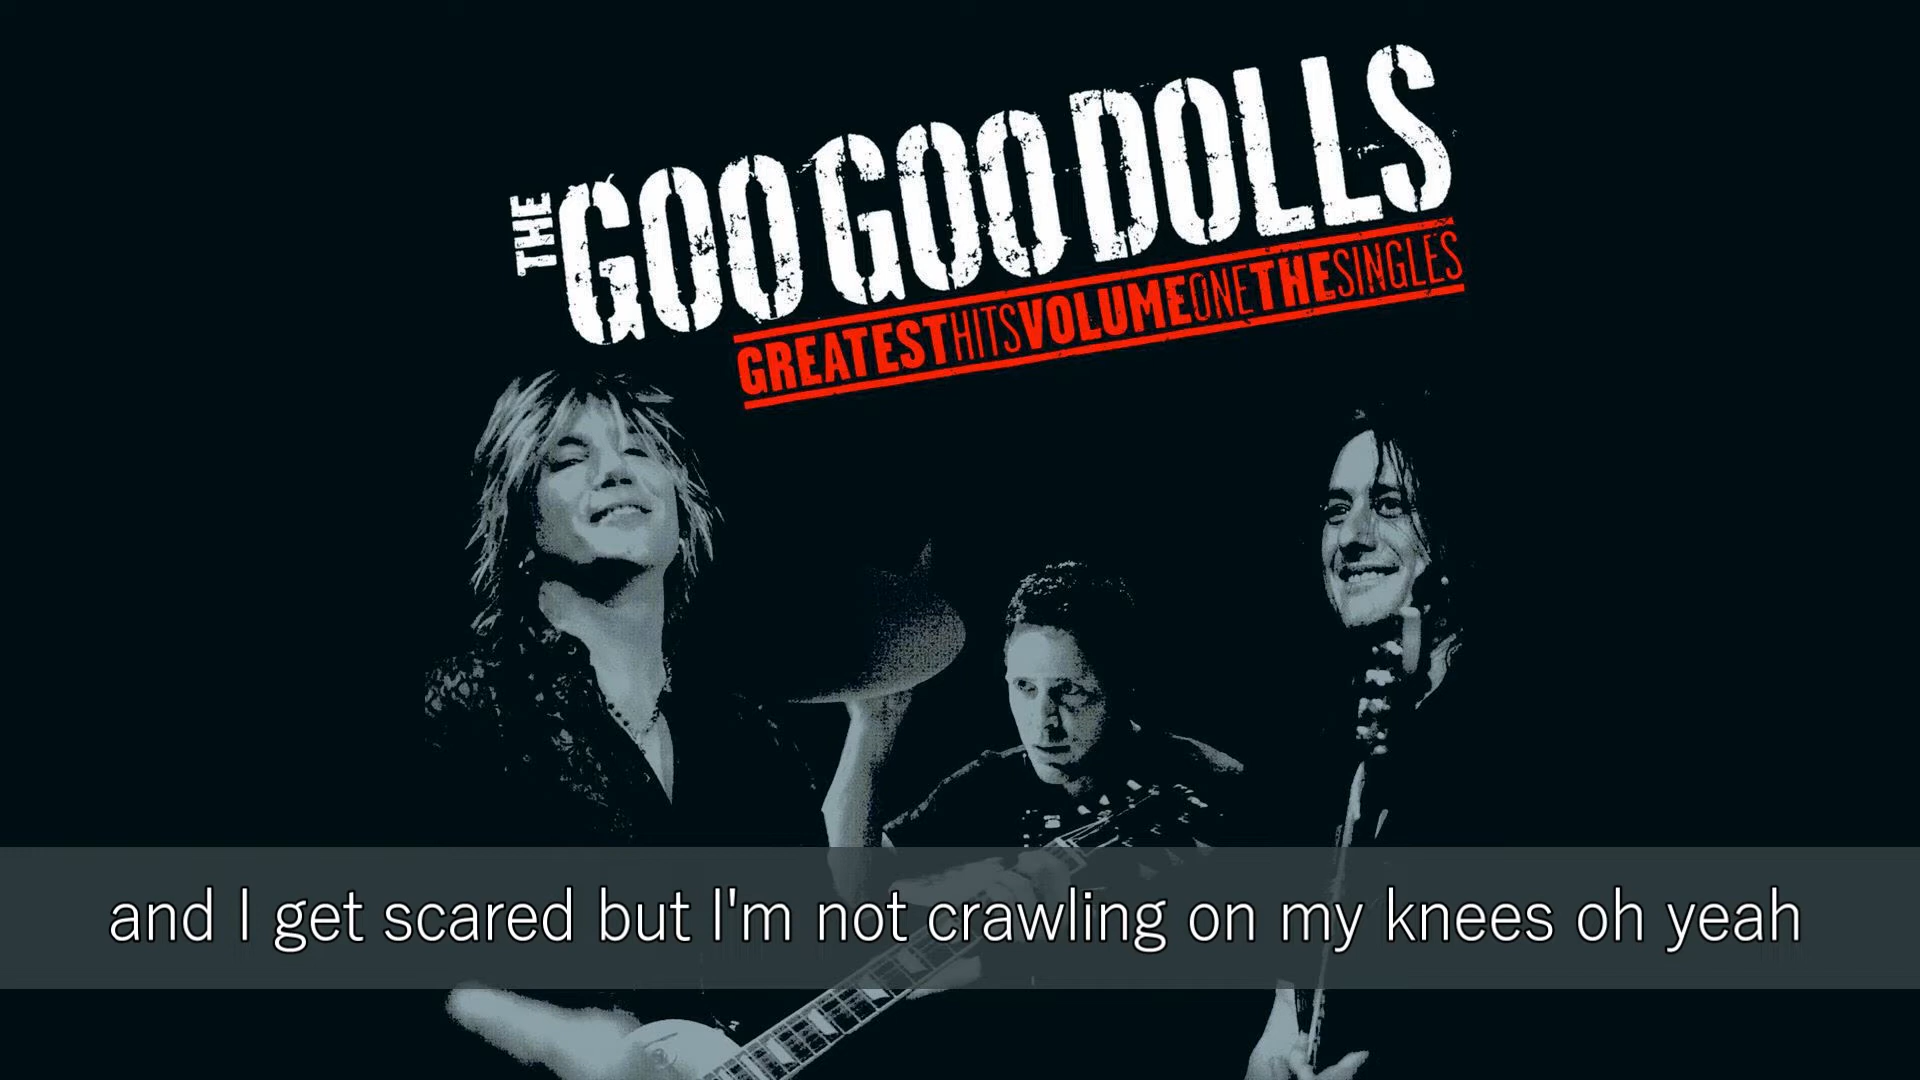 THE GOO GOO DOLLS
GREATEST HITS VOLUME ONE THE SINGLES
and I get scared but I'm not crawling on my knees oh yeah